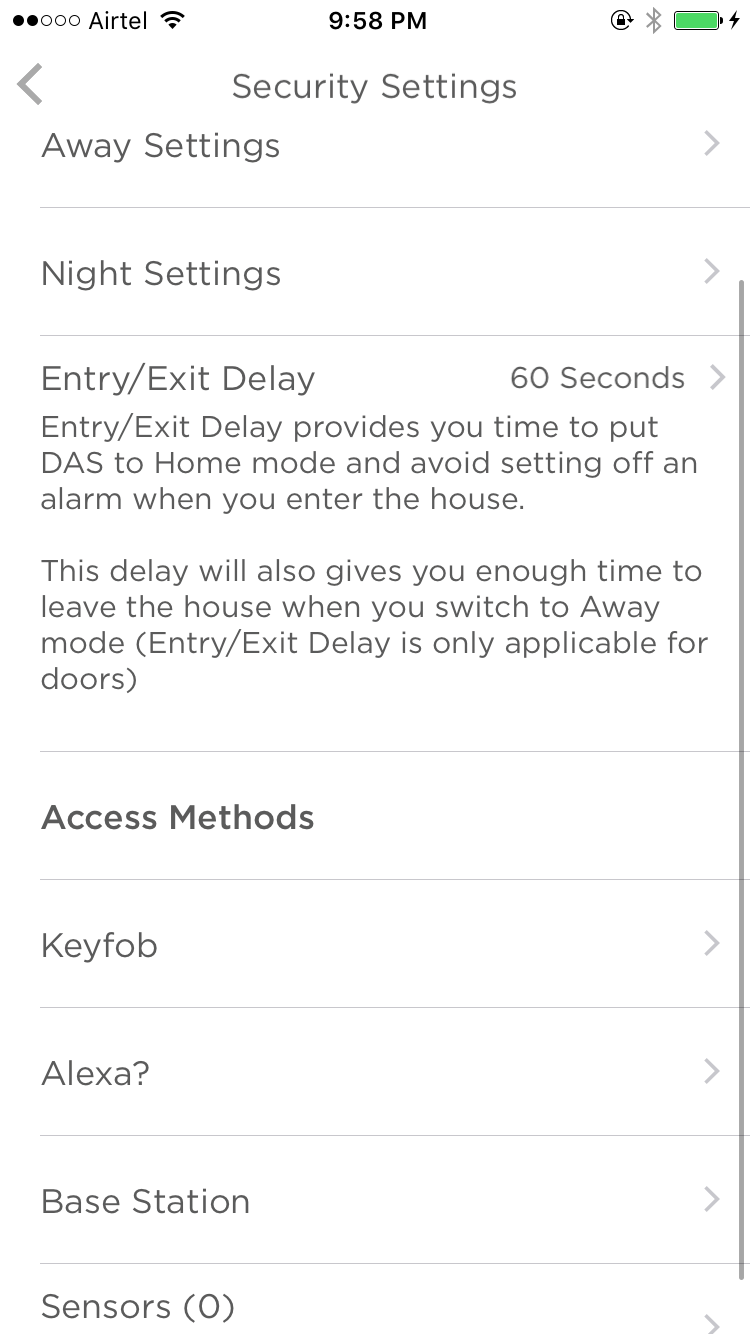 Airtel 9:58 PM
Security Settings
Away Settings
Night Settings
Entry/Exit Delay 60 Seconds
Entry/Exit Delay provides you time to put
DAS to Home mode and avoid setting off an
alarm when you enter the house.
This delay will also gives you enough time to
leave the house when you switch to Away
mode (Entry/Exit Delay is only applicable for
doors)
Access Methods
Keyfob
Alexa?
Base Station
Sensors (0)